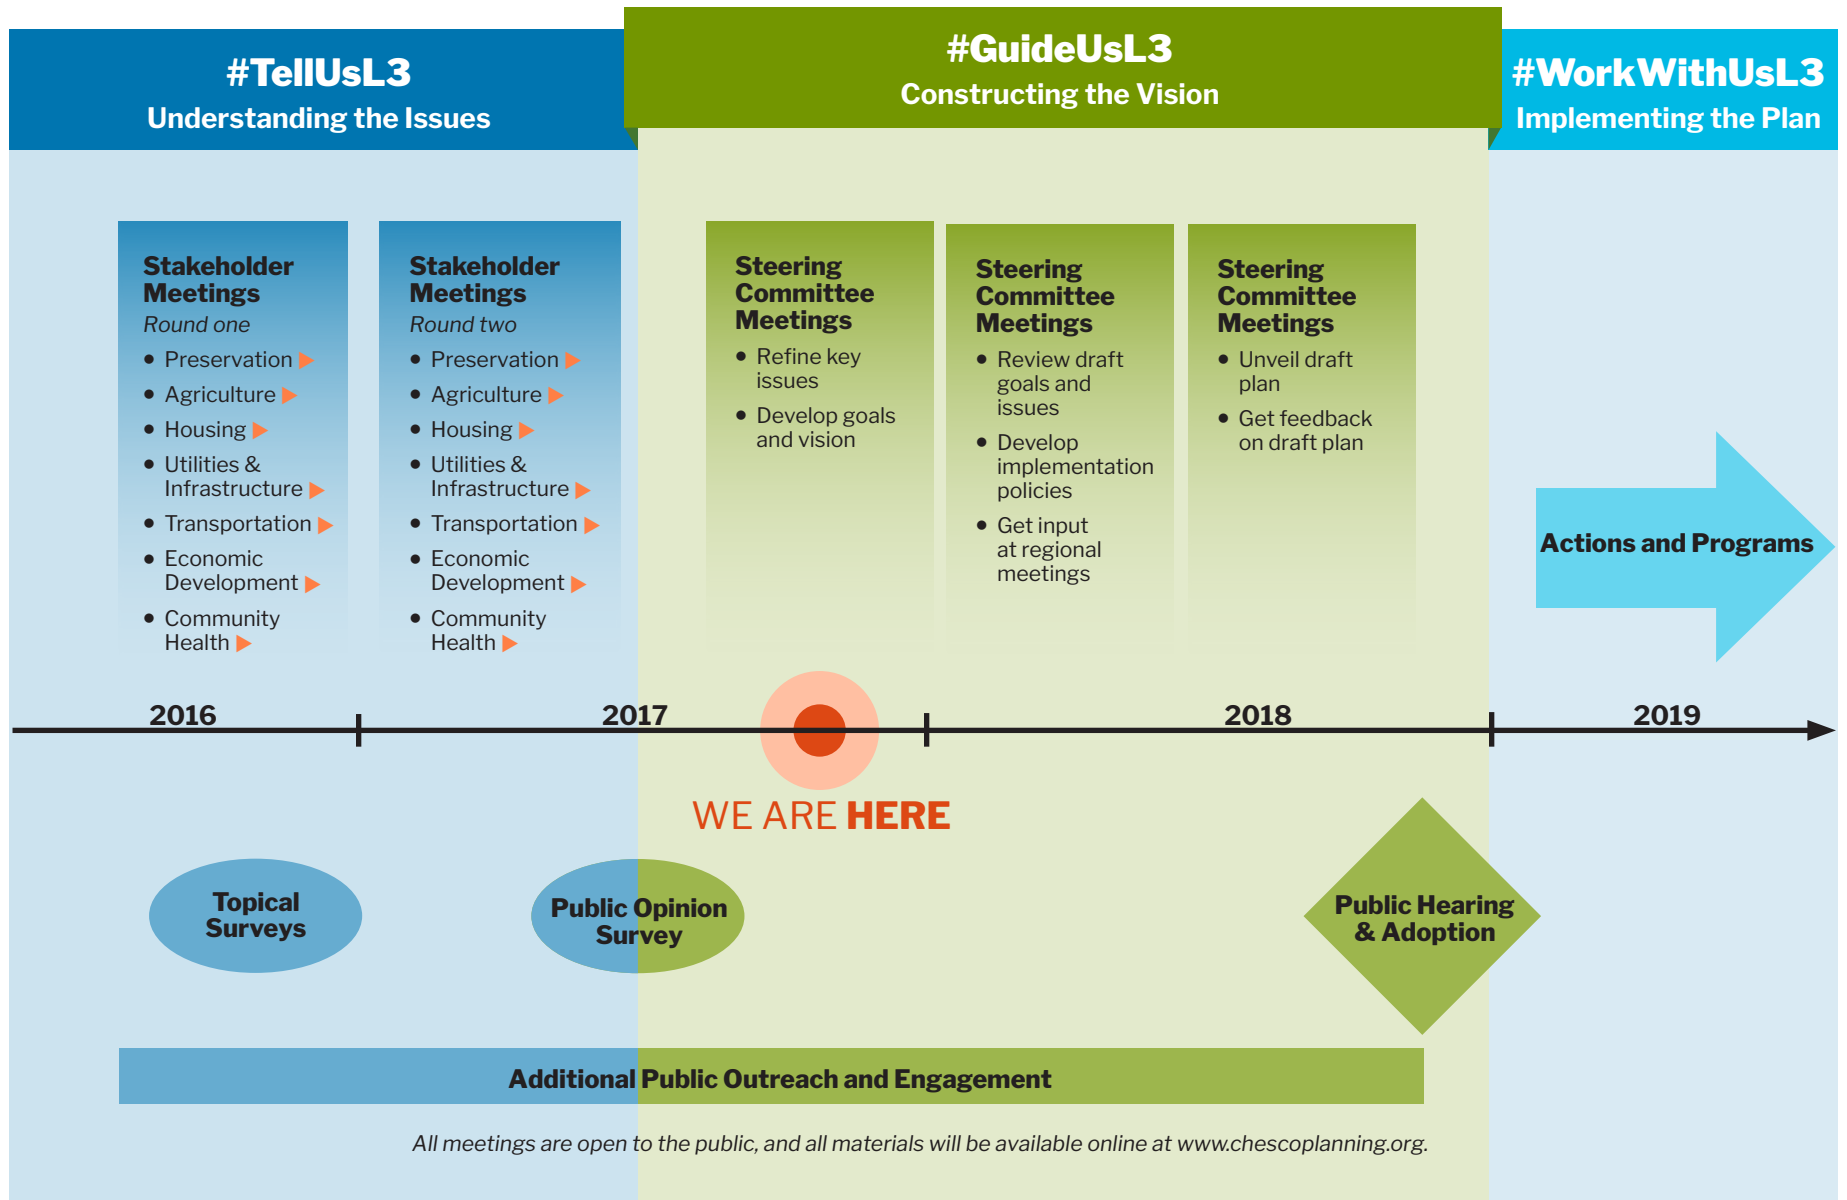 #TellUsL3
Understanding the Issues
#GuideUsL3
Constructing the Vision
#WorkWithUsL3
Implementing the Plan
Stakeholder
Meetings
Round one
• Preservation
• Agriculture
• Housing
• Utilities &
Infrastructure
• Transportation
• Economic
Development
• Community
Health
Stakeholder
Meetings
Round two
• Preservation
• Agriculture
• Housing
• Utilities &
Infrastructure
• Transportation
• Economic
Development
• Community
Health
Steering
Committee
Meetings
• Refine key
issues
• Develop goals
and vision
Steering
Committee
Meetings
• Review draft
goals and
issues
• Develop
implementation
policies
• Get input
at regional
meetings
Steering
Committee
Meetings
• Unveil draft
plan
• Get feedback
on draft plan
Actions and Programs
2016
2017
2018
2019
WE ARE HERE
Topical
Surveys
Public Opinion
Survey
Public Hearing
& Adoption
Additional Public Outreach and Engagement
All meetings are open to the public, and all materials will be available online at www.chescoplanning.org.